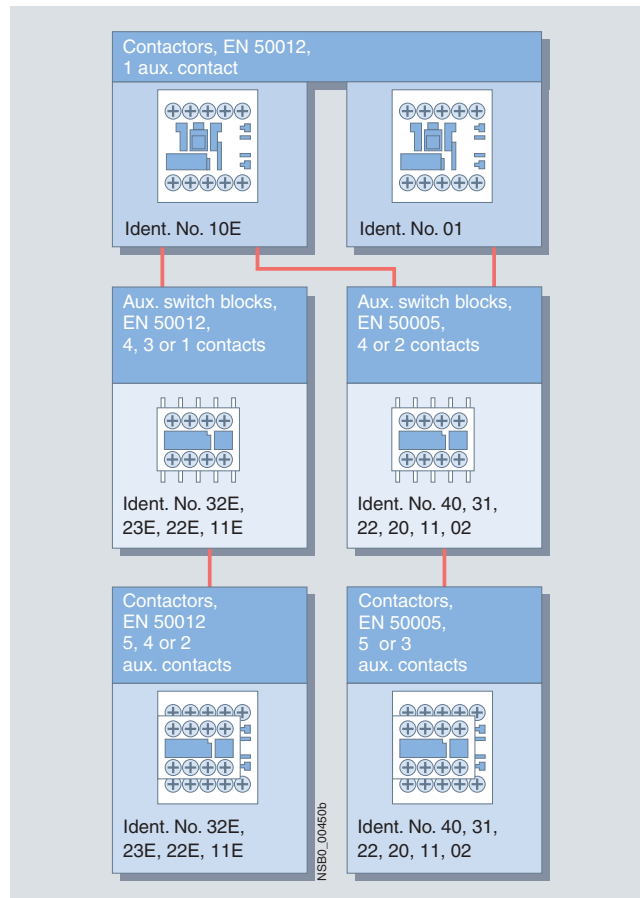 Contactors, EN 50012,
1 aux. contact
Ident. No. 10E
Ident. No. 01
Aux. switch blocks,
EN 50012,
4, 3 or 1 contacts
Ident. No. 32E,
23E, 22E, 11E
Aux. switch blocks,
EN 50005,
4 or 2 contacts
Ident. No. 40, 31,
22, 20, 11, 02
Contactors,
EN 50012
5, 4 or 2
aux. contacts
Ident. No. 32E,
23E, 22E, 11E
Contactors,
EN 50005,
5 or 3
aux. contacts
Ident. No. 40, 31,
22, 20, 11, 02
NSB0_00450b